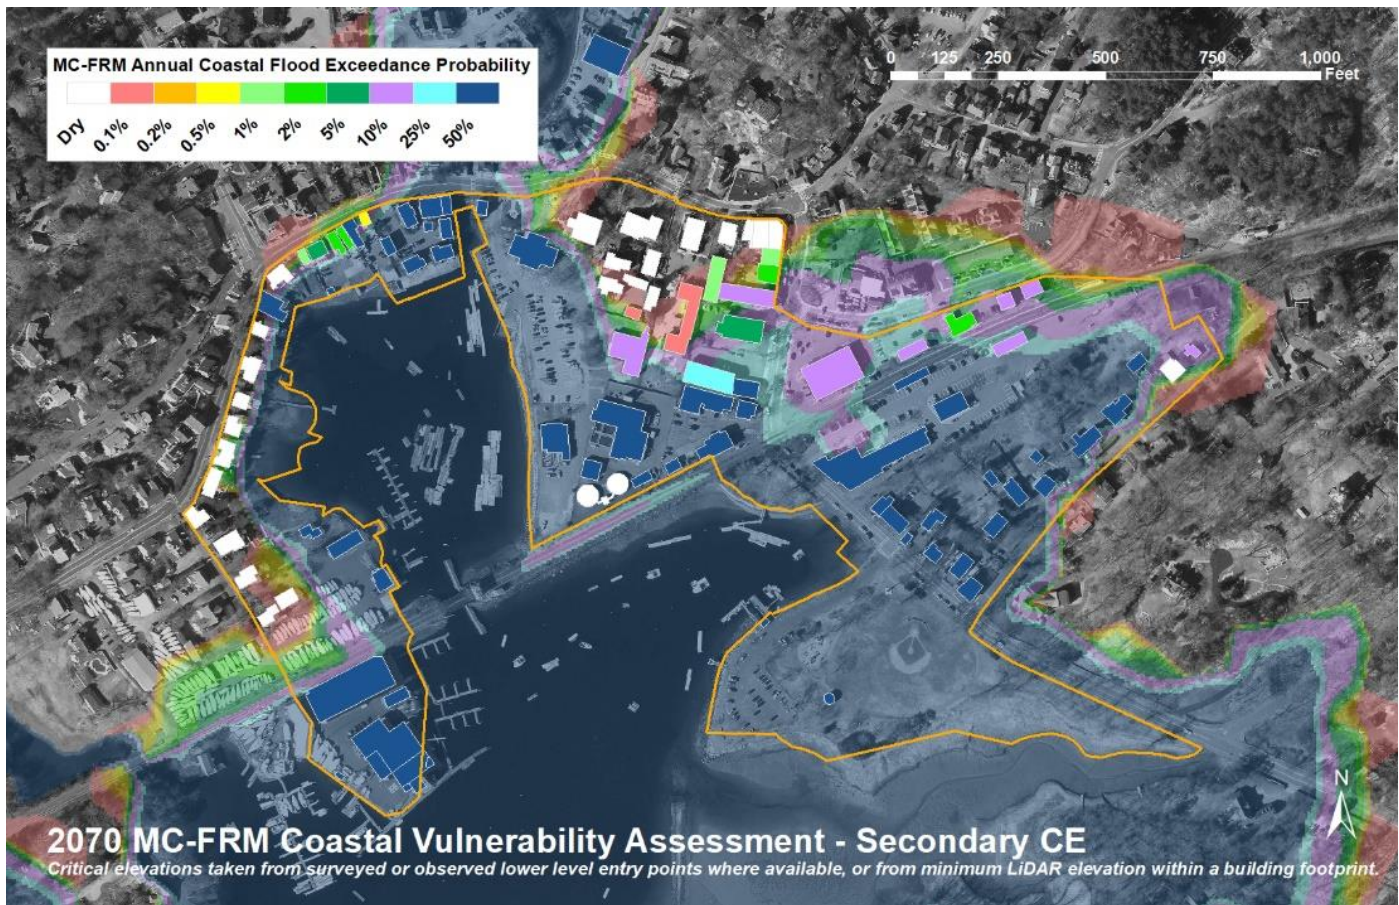 MC-FRM Annual Coastal Flood Exceedance Probability
Dry 0.1% 0.2% 0.5% 1% 2% 5% 10% 25% 50%
0 125 250 500 750 1,000
Feet
N
2070 MC-FRM Coastal Vulnerability Assessment - Secondary CE
Critical elevations taken from surveyed or observed lower level entry points where available, or from minimum LiDAR elevation within a building footprint.